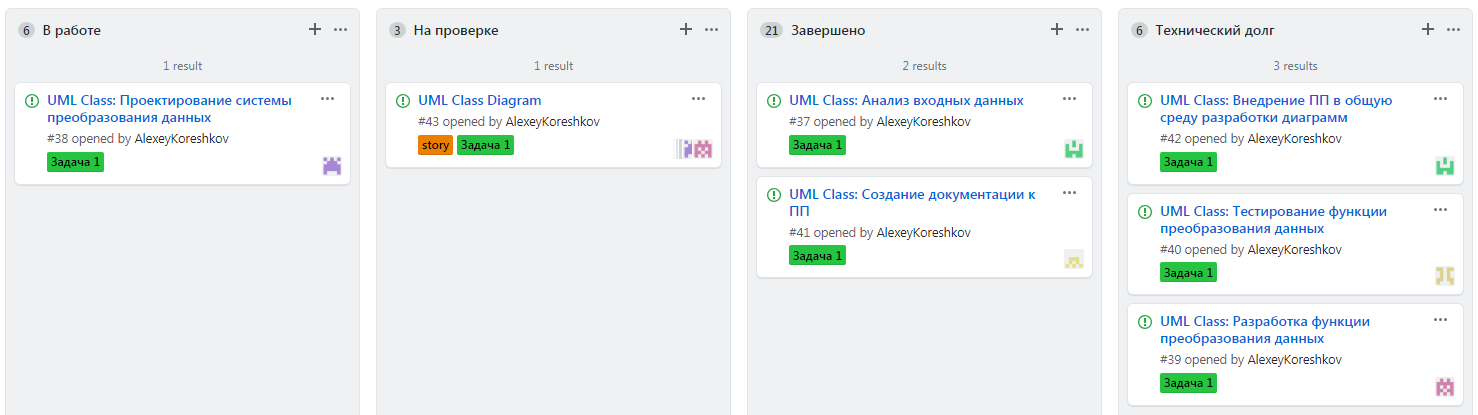 6 В работе
1 result
UML Class: Проектирование системы
преобразования данных
#38 opened by AlexeyKoreshkov
Задача 1
3 На проверке
1 result
UML Class Diagram
#43 opened by AlexeyKoreshkov
story Задача 1
21 Завершено
2 results
UML Class: Анализ входных данных
#37 opened by AlexeyKoreshkov
Задача 1
UML Class: Создание документации к
ПП
#41 opened by AlexeyKoreshkov
Задача 1
6 Технический долг
3 results
UML Class: Внедрение ПП в общую
среду разработки диаграмм
#42 opened by AlexeyKoreshkov
Задача 1
UML Class: Тестирование функции
преобразования данных
#40 opened by AlexeyKoreshkov
Задача 1
UML Class: Разработка функции
преобразования данных
#39 opened by AlexeyKoreshkov
Задача 1